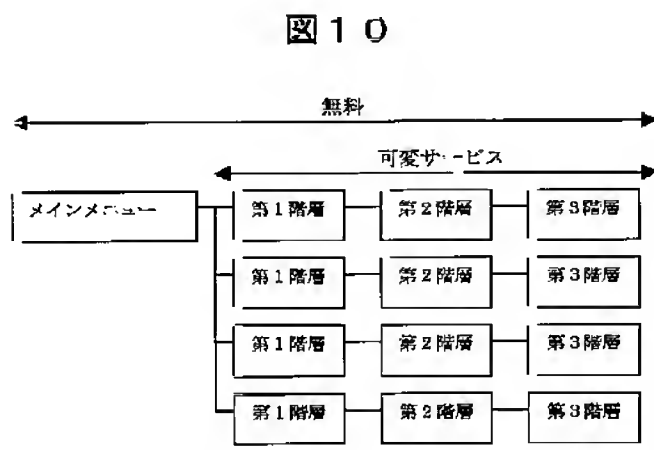 図１０
無料
可変サービス
メインメニュー 第１階層 第２階層 第３階層
第１階層 第２階層 第３階層
第１階層 第２階層 第３階層
第１階層 第２階層 第３階層